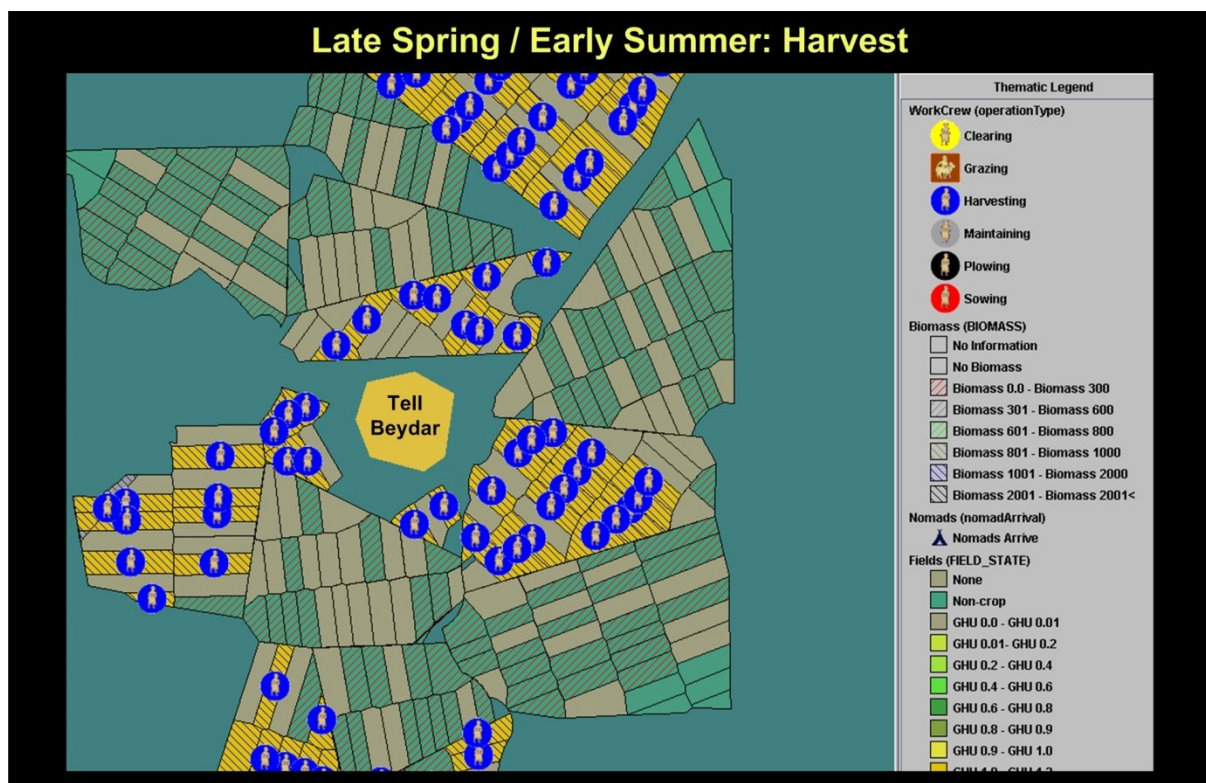 Late Spring / Early Summer: Harvest
Tell
Beydar
Thematic Legend
WorkCrew (operationType)
Clearing
Grazing
Harvesting
Maintaining
Plowing
Sowing
Biomass (BIOMASS)
No Information
No Biomass
Biomass 0.0 - Biomass 300
Biomass 301 - Biomass 600
Biomass 601 - Biomass 800
Biomass 801 - Biomass 1000
Biomass 1001 - Biomass 2000
Biomass 2001 - Biomass 2001<
Nomads (nomadArrival)
Nomads Arrive
Fields (FIELD_STATE)
None
Non-crop
GHU 0.0 - GHU 0.01
GHU 0.01- GHU 0.2
GHU 0.2 - GHU 0.4
GHU 0.4 - GHU 0.6
GHU 0.6 - GHU 0.8
GHU 0.8 - GHU 0.9
GHU 0.9 - GHU 1.0